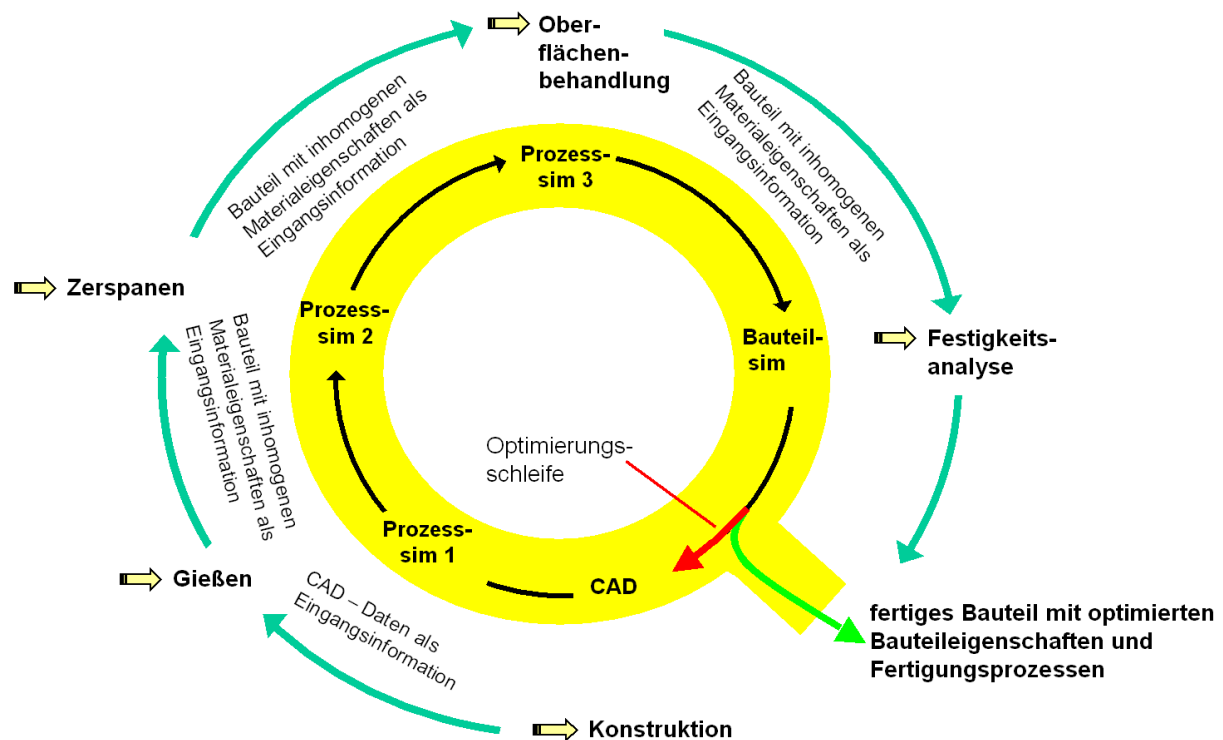 Ober-
flächen-
behandlung
Bauteil mit inhomogenen
Materialeigenschaften als
Eingangsinformation
Bauteil mit inhomogenen
Materialeigenschaften als
Eingangsinformation
Prozess-
sim 3
Zerspanen
Prozess-
sim 2
Bauteil-
sim
Festigkeits-
analyse
Bauteil mit inhomogenen
Materialeigenschaften als
Eingangsinformation
Optimierungs-
schleife
Prozess-
sim 1
Gießen
CAD
CAD – Daten als
Eingangsinformation
fertiges Bauteil mit optimierten
Bauteileigenschaften und
Fertigungsprozessen
Konstruktion